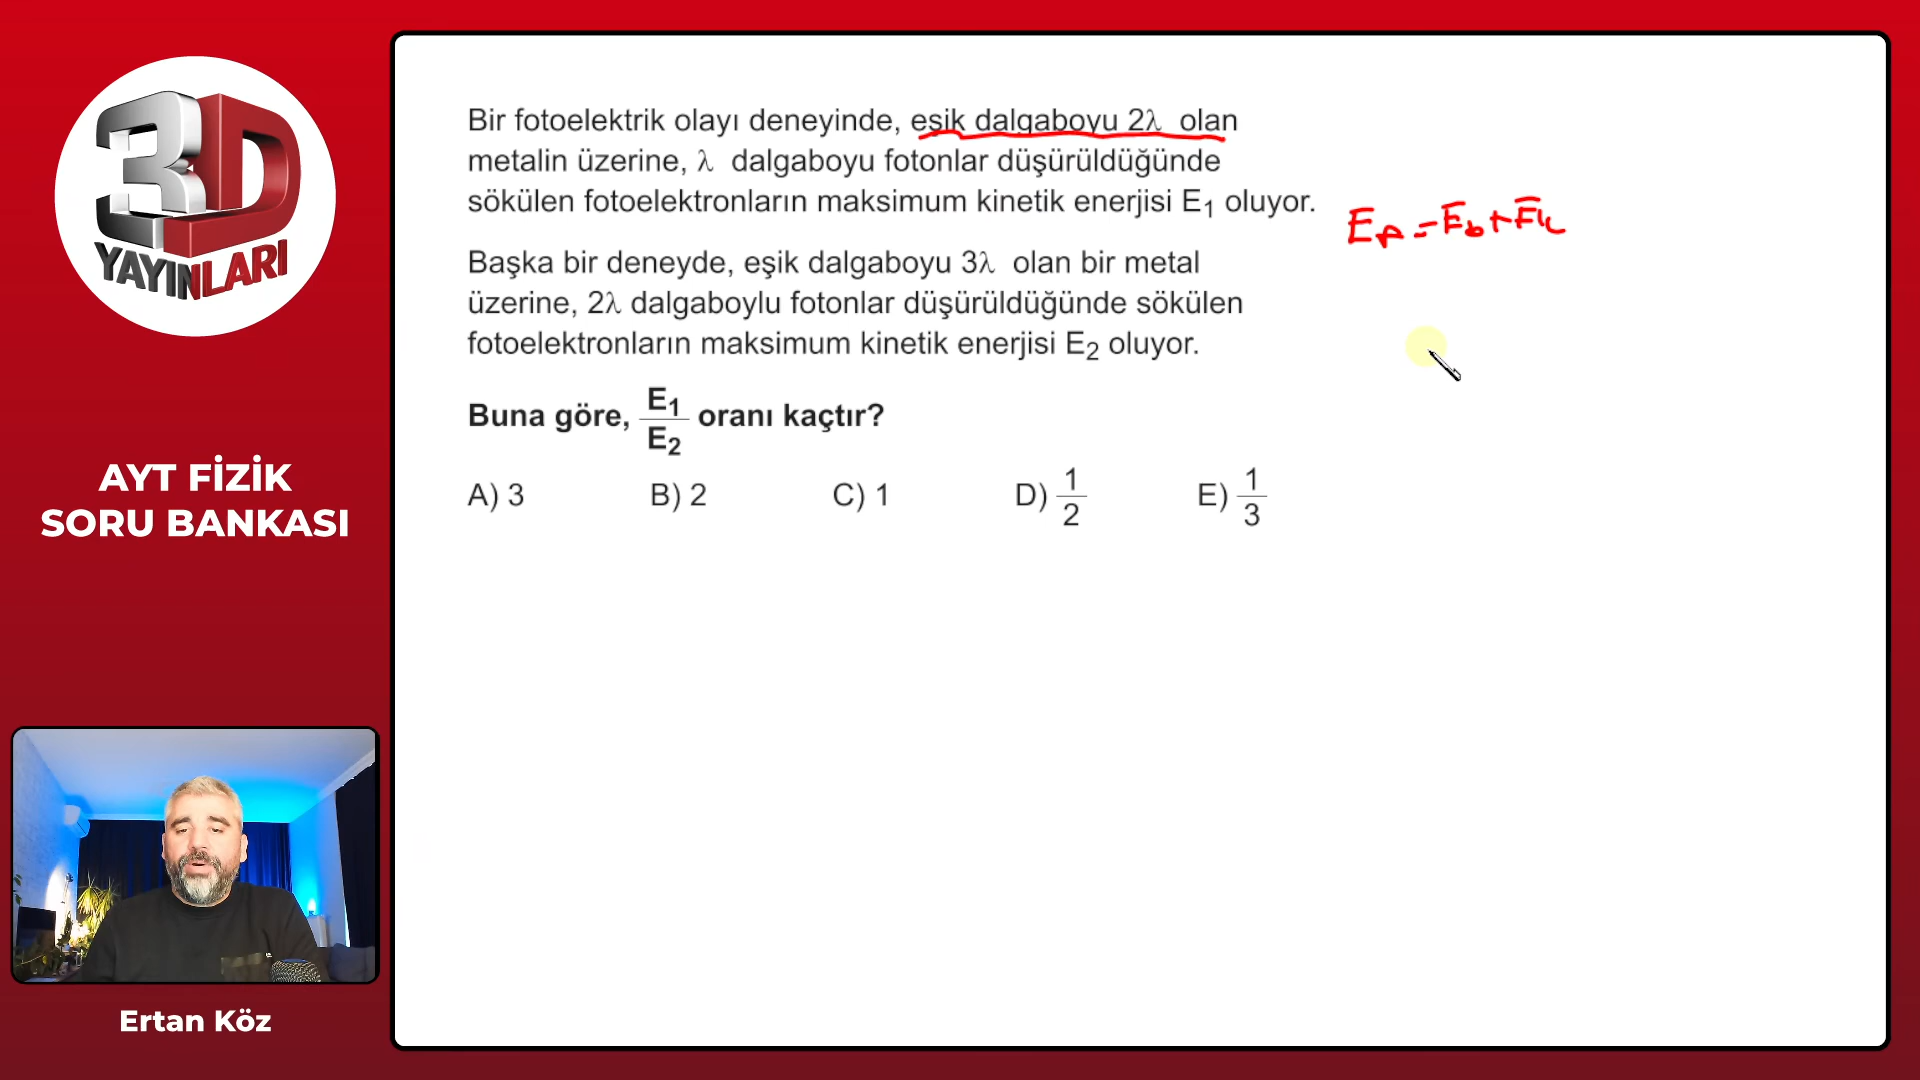 3D
YAYINLARI
AYT FİZİK
SORU BANKASI
Ertan Köz
Bir fotoelektrik olayı deneyinde, eşik dalgaboyu 2λ olan
metalin üzerine, λ dalgaboyu fotonlar düşürüldüğünde
sökülen fotoelektronların maksimum kinetik enerjisi E₁ oluyor.
Başka bir deneyde, eşik dalgaboyu 3λ olan bir metal
üzerine, 2λ dalgaboylu fotonlar düşürüldüğünde sökülen
fotoelektronların maksimum kinetik enerjisi E₂ oluyor.
Buna göre, E₁/E₂ oranı kaçtır?
A) 3 B) 2 C) 1 D) 1/2 E) 1/3